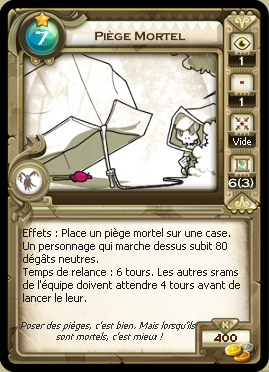 7
Piège Mortel
1
1
Vide
6(3)
Effets : Place un piège mortel sur une case.
Un personnage qui marche dessus subit 80
dégâts neutres.
Temps de relance : 6 tours. Les autres srams
de l'équipe doivent attendre 4 tours avant de
lancer le leur.
Poser des pièges, c'est bien. Mais lorsqu'ils
sont mortels, c'est mieux !
K
400